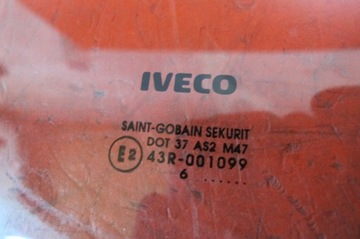 IVECO
SAINT-GOBAIN SEKURIT
DOT 37 AS2 M47
E2 43R-001099
6 ......